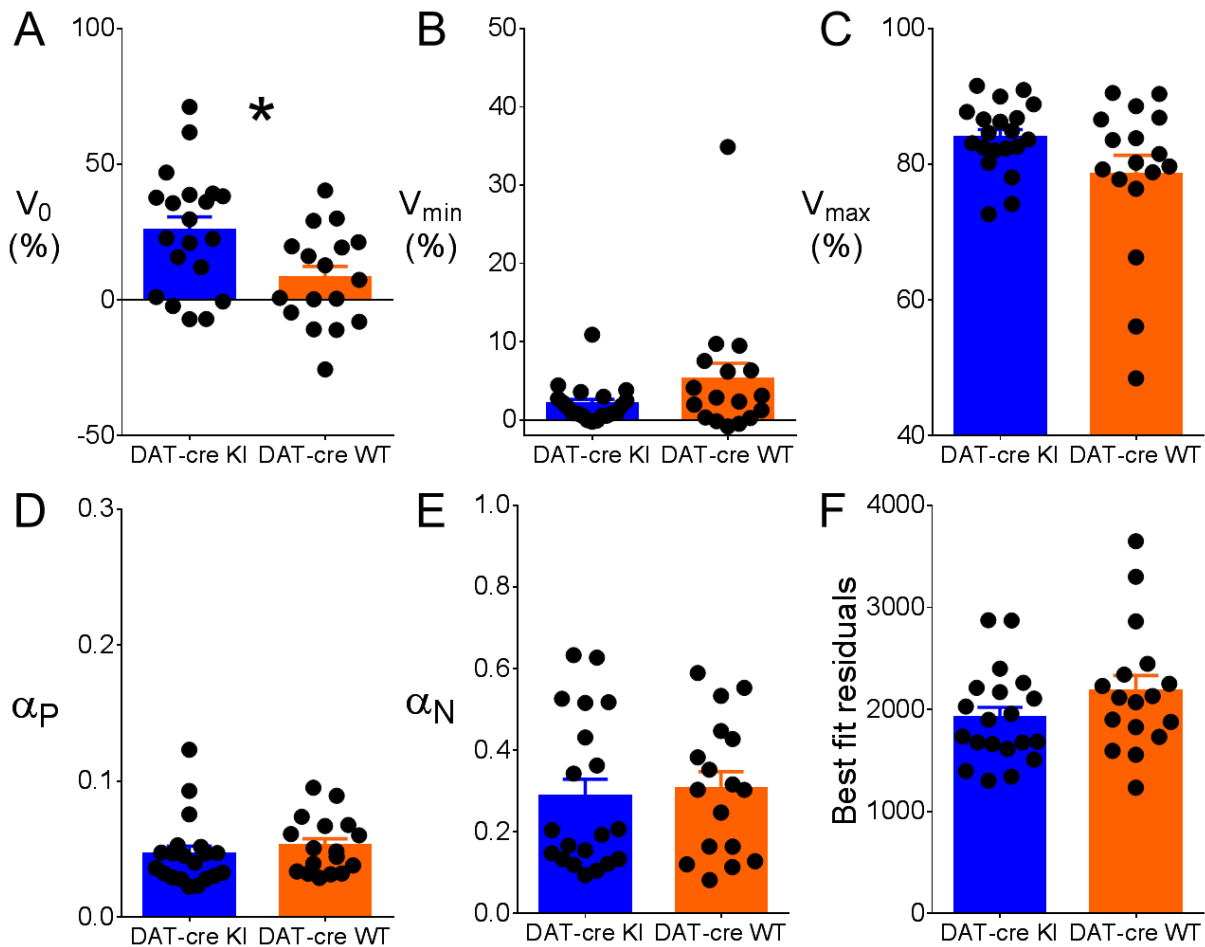 A
100
50
0
-50
V0
(%)
*
DAT-cre KI DAT-cre WT
B
50
40
30
20
10
0
Vmin
(%)
DAT-cre KI DAT-cre WT
C
100
80
60
40
Vmax
(%)
DAT-cre KI DAT-cre WT
D
0.3
0.2
0.1
0.0
αP
DAT-cre KI DAT-cre WT
E
1.0
0.8
0.6
0.4
0.2
0.0
αN
DAT-cre KI DAT-cre WT
F
4000
3000
2000
1000
0
Best fit residuals
DAT-cre KI DAT-cre WT